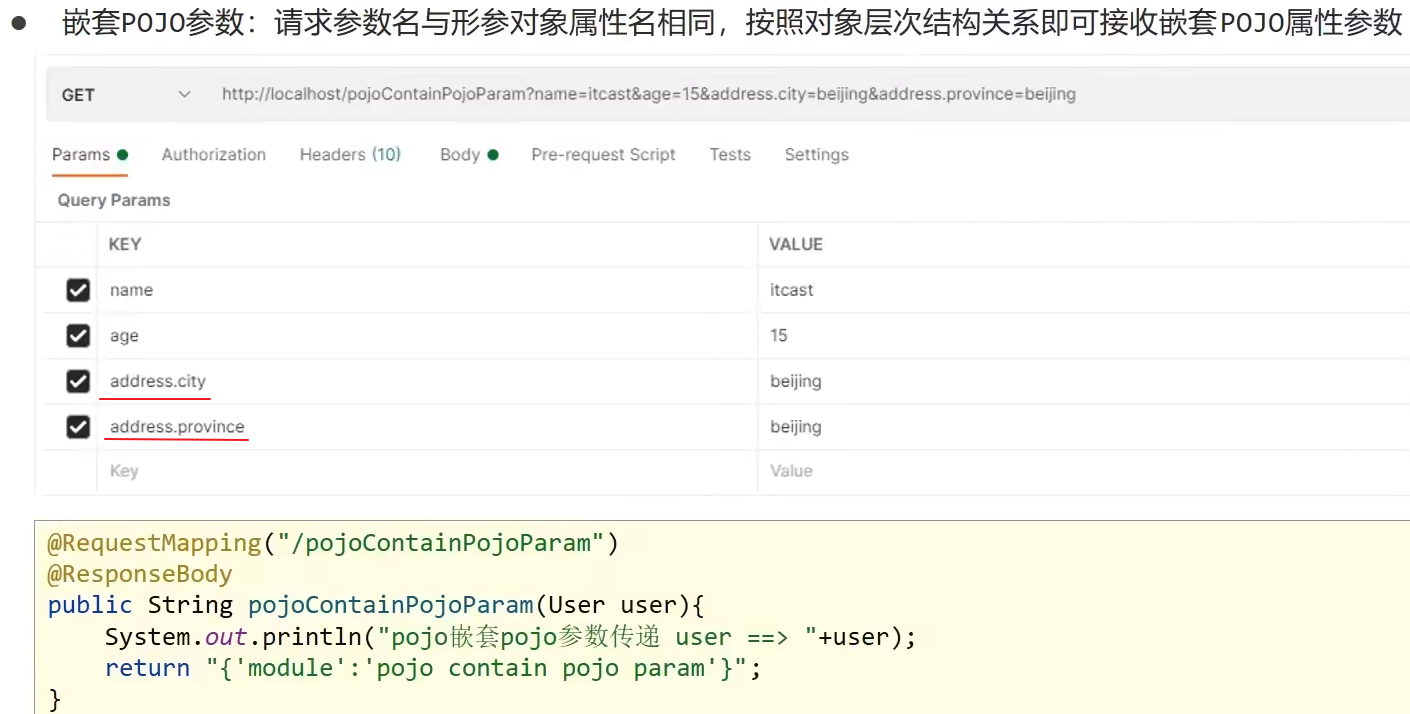 ● 嵌套POJO参数：请求参数名与形参对象属性名相同，按照对象层次结构关系即可接收嵌套POJO属性参数
GET http://localhost/pojoContainPojoParam?name=itcast&age=15&address.city=beijing&address.province=beijing
Params Authorization Headers (10) Body Pre-request Script Tests Settings
Query Params
KEY VALUE
name itcast
age 15
address.city beijing
address.province beijing
Key Value
@RequestMapping("/pojoContainPojoParam")
@ResponseBody
public String pojoContainPojoParam(User user){
    System.out.println("pojo嵌套pojo参数传递 user ==> "+user);
    return "{'module':'pojo contain pojo param'}";
}